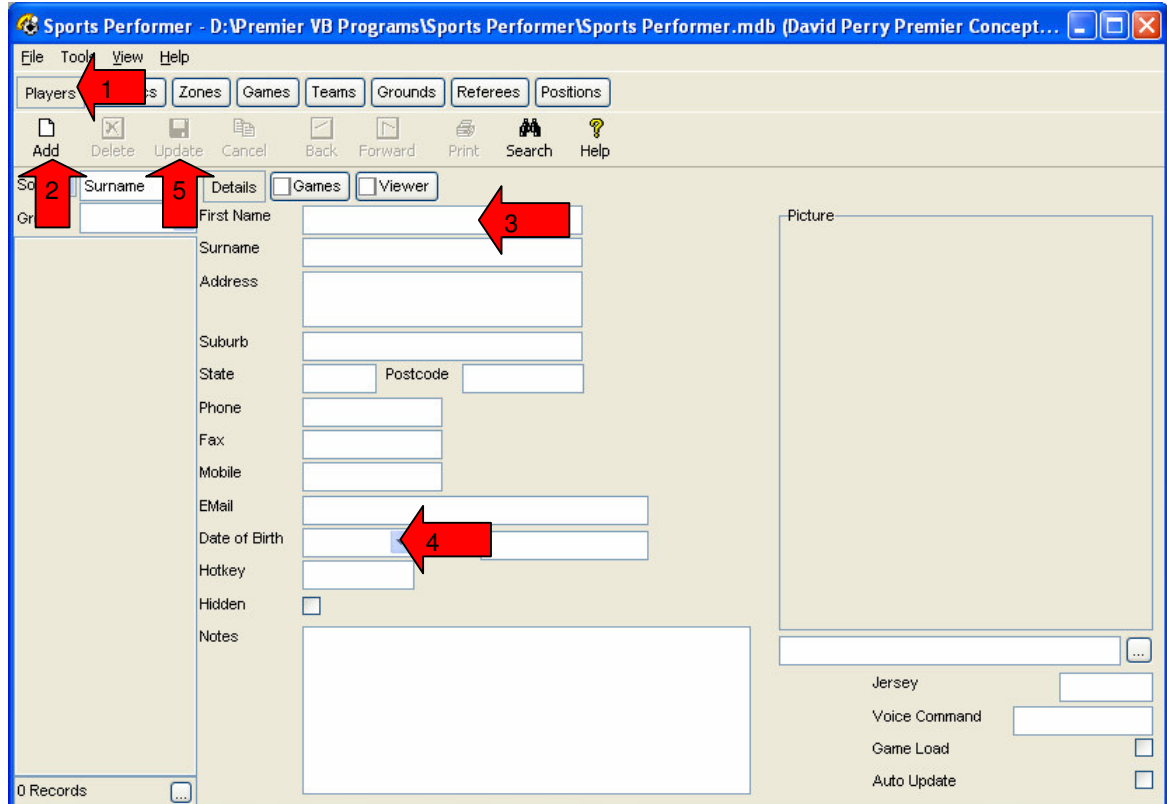 Sports Performer - D:\Premier VB Programs\Sports Performer\Sports Performer.mdb (David Perry Premier Concept...
File Tools View Help
Players 1 s Zones Games Teams Grounds Referees Positions
Add Delete Update Cancel Back Forward Print Search Help
2 Surname 5 Details Games Viewer
First Name 3 Picture
Surname
Address
Suburb
State Postcode
Phone
Fax
Mobile
EMail
Date of Birth 4
Hotkey
Hidden
Notes
...
Jersey
Voice Command
Game Load
Auto Update
0 Records ...